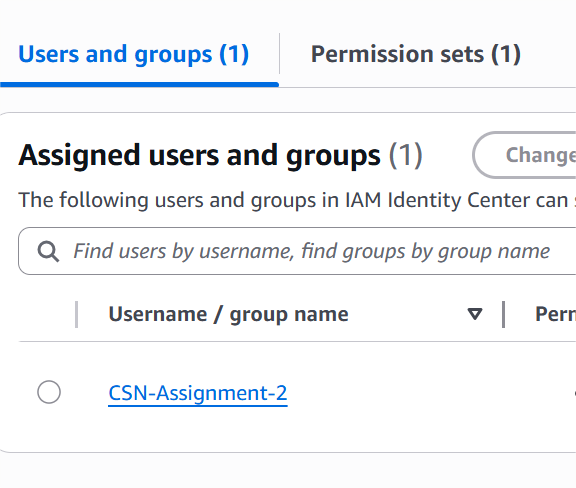 Users and groups (1) Permission sets (1)
Assigned users and groups (1) Change
The following users and groups in IAM Identity Center can
Find users by username, find groups by group name
Username / group name
CSN-Assignment-2